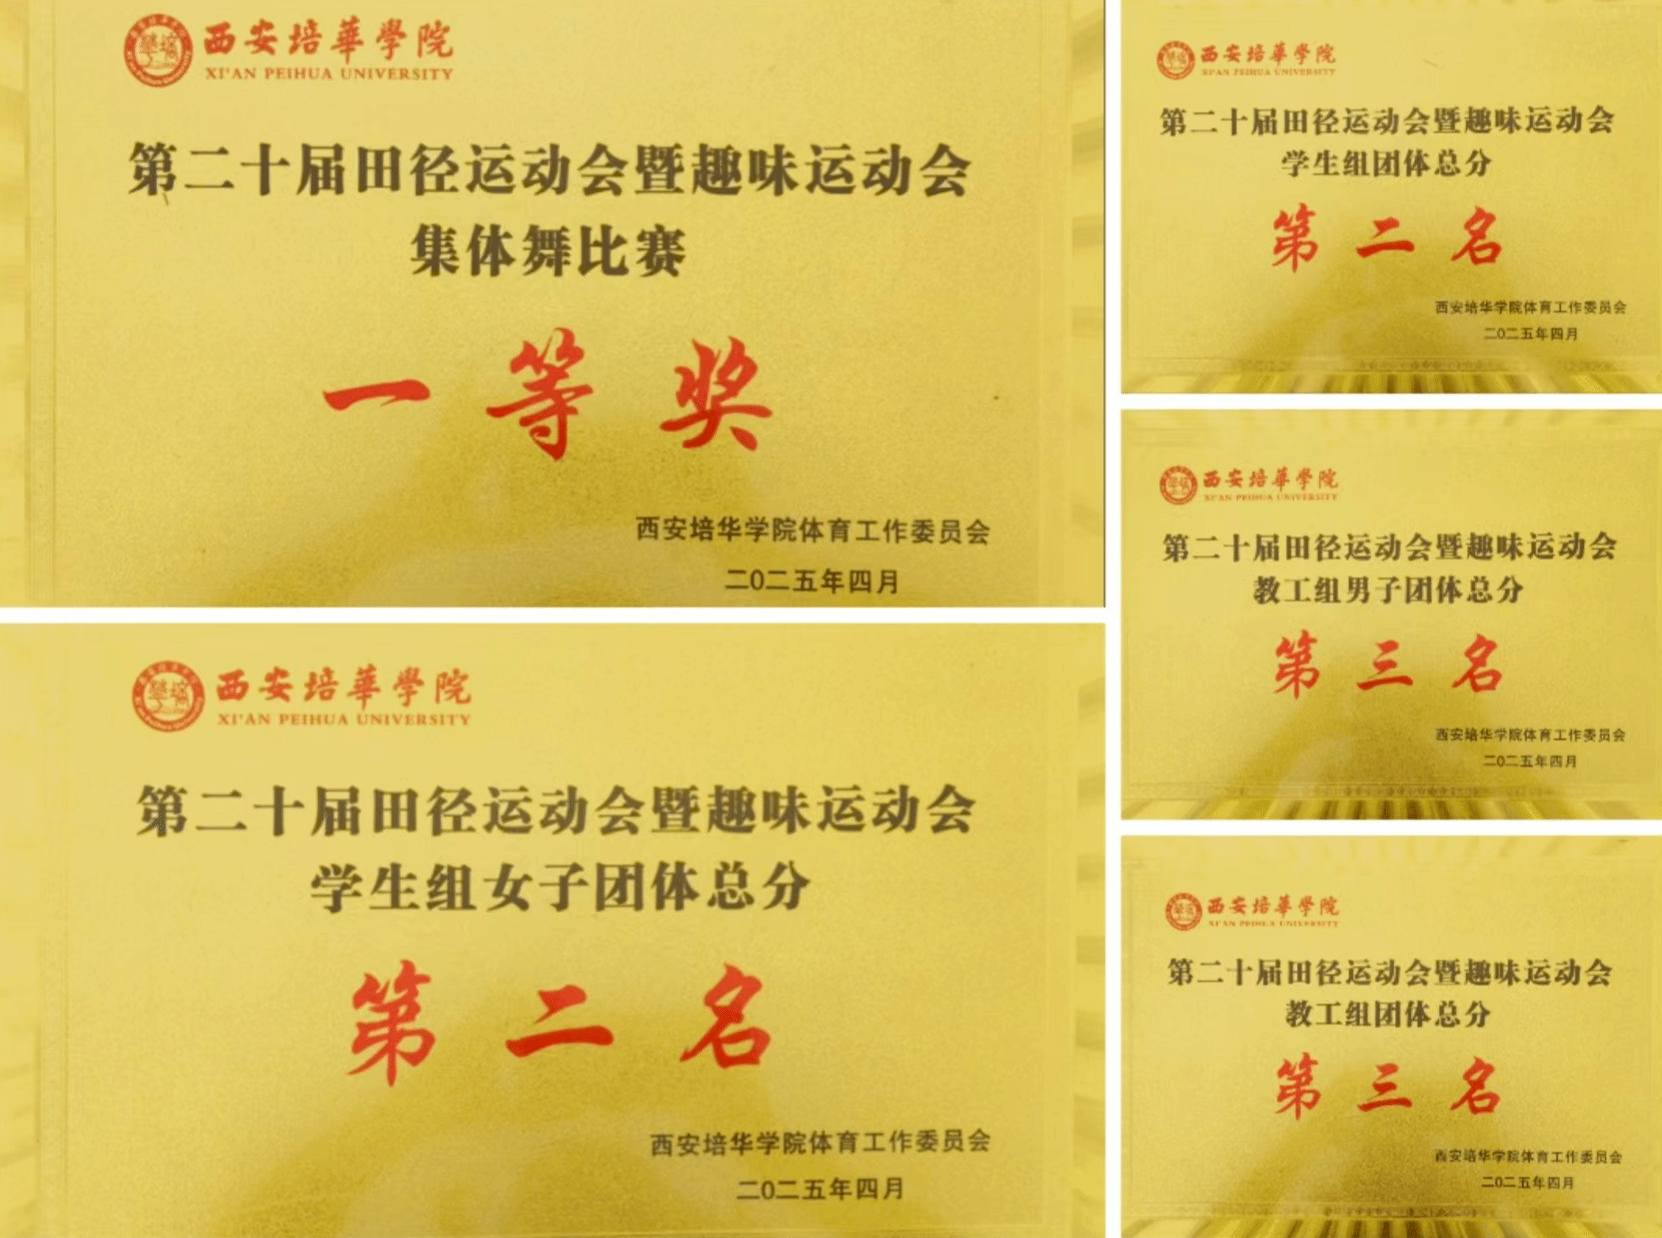 西安培華學院
XI'AN PEIHUA UNIVERSITY
第二十届田径运动会暨趣味运动会
集体舞比赛
一等奖
西安培华学院体育工作委员会
二〇二五年四月
西安培華學院
XI'AN PEIHUA UNIVERSITY
第二十届田径运动会暨趣味运动会
学生组女子团体总分
第二名
西安培华学院体育工作委员会
二〇二五年四月
西安培華學院
XI'AN PEIHUA UNIVERSITY
第二十届田径运动会暨趣味运动会
学生组团体总分
第二名
西安培华学院体育工作委员会
二〇二五年四月
西安培華學院
XI'AN PEIHUA UNIVERSITY
第二十届田径运动会暨趣味运动会
教工组男子团体总分
第三名
西安培华学院体育工作委员会
二〇二五年四月
西安培華學院
XI'AN PEIHUA UNIVERSITY
第二十届田径运动会暨趣味运动会
教工组团体总分
第三名
西安培华学院体育工作委员会
二〇二五年四月